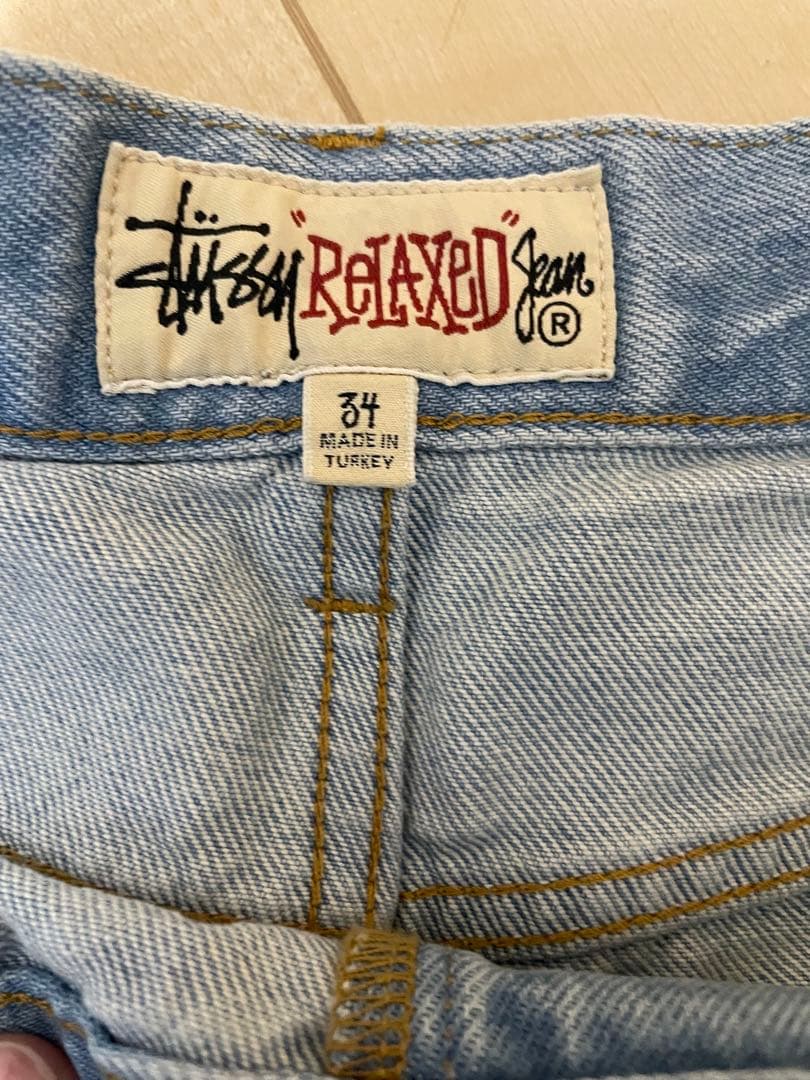 Stüssy "RELAXED" Jean ®
34
MADE IN
TURKEY